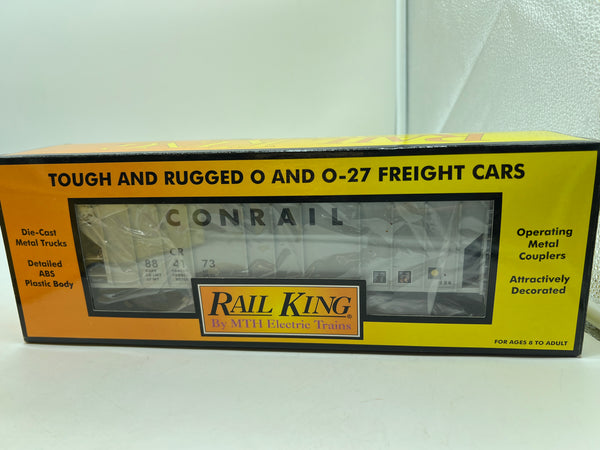 TOUGH AND RUGGED O AND O-27 FREIGHT CARS
Die-Cast
Metal Trucks
Detailed
ABS
Plastic Body
CONRAIL
CR
88 41 73
Operating
Metal
Couplers
Attractively
Decorated
RAIL KING®
By MTH Electric Trains
FOR AGES 8 TO ADULT